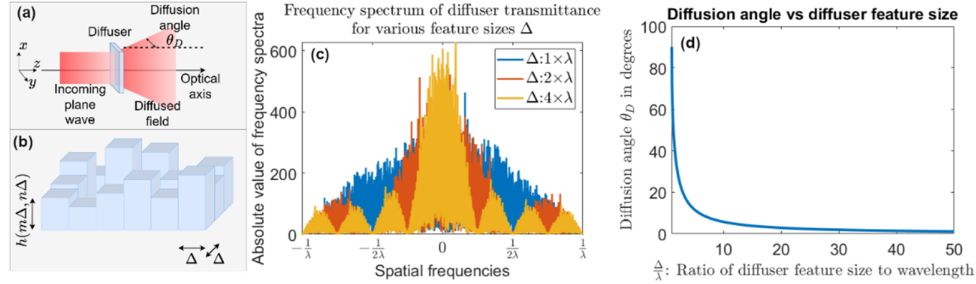 (a)
Diffuser
Diffusion
angle
θ_D
x
z
y
Optical
axis
Incoming
plane
wave
Diffused
field
(b)
h(mΔ, nΔ)
Δ
Δ
Frequency spectrum of diffuser transmittance
for various feature sizes Δ
(c)
Δ:1×λ
Δ:2×λ
Δ:4×λ
Absolute value of frequency spectra
600
400
200
0
-1/λ
-1/2λ
0
1/2λ
1/λ
Spatial frequencies
Diffusion angle vs diffuser feature size
(d)
Diffusion angle θ_D in degrees
100
80
60
40
20
0
10
20
30
40
50
Δ/λ: Ratio of diffuser feature size to wavelength